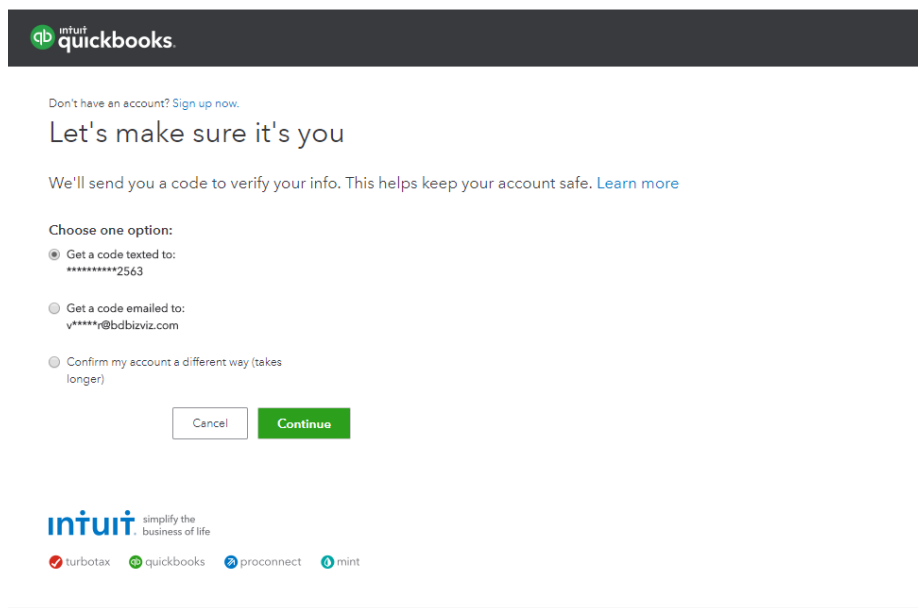 intuit
quickbooks.
Don't have an account? Sign up now.
Let's make sure it's you
We'll send you a code to verify your info. This helps keep your account safe. Learn more
Choose one option:
Get a code texted to:
**********2563
Get a code emailed to:
v*****r@bdbizviz.com
Confirm my account a different way (takes
longer)
Cancel Continue
intuit. simplify the
business of life
turbotax qb quickbooks proconnect mint